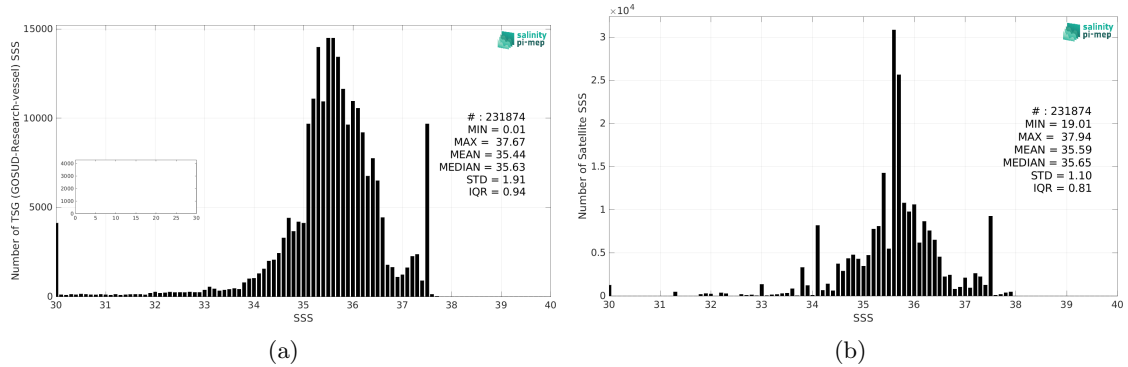 15000
10000
5000
0
Number of TSG (GOSUD-Research-vessel) SSS
salinity
pi-mep
# : 231874
MIN = 0.01
MAX = 37.67
MEAN = 35.44
MEDIAN = 35.63
STD = 1.91
IQR = 0.94
4000
3000
2000
1000
0
0 5 10 15 20 25 30
30 31 32 33 34 35 36 37 38 39 40
SSS
(a)
×10⁴
3
2.5
2
1.5
1
0.5
0
Number of Satellite SSS
salinity
pi-mep
# : 231874
MIN = 19.01
MAX = 37.94
MEAN = 35.59
MEDIAN = 35.65
STD = 1.10
IQR = 0.81
30 31 32 33 34 35 36 37 38 39 40
SSS
(b)